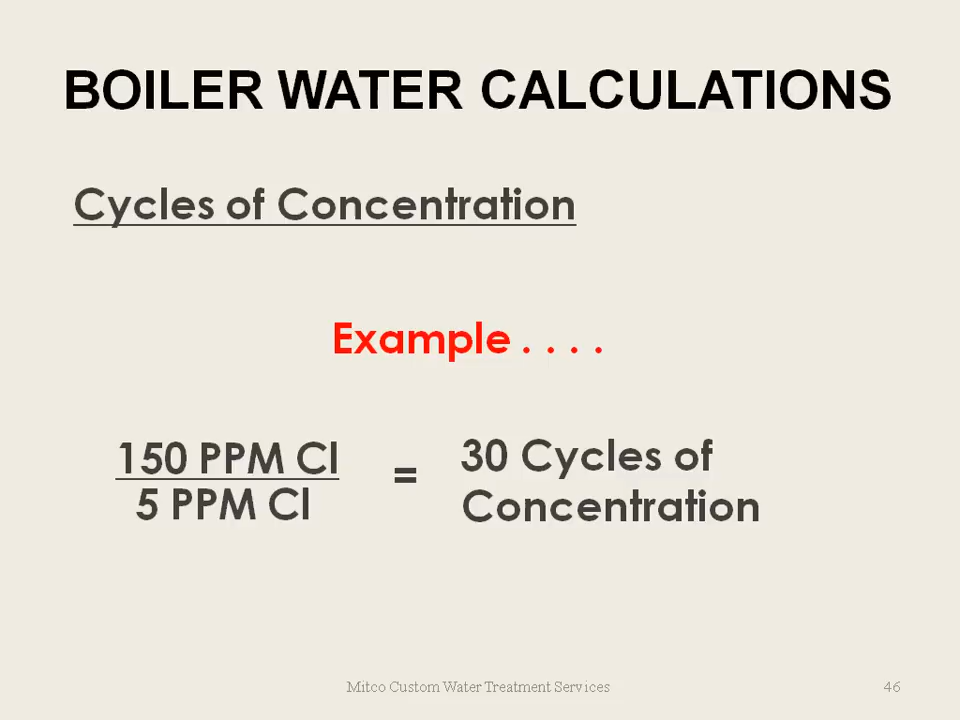 BOILER WATER CALCULATIONS
Cycles of Concentration
Example . . . .
150 PPM Cl
5 PPM Cl
=
30 Cycles of
Concentration
Mitco Custom Water Treatment Services
46